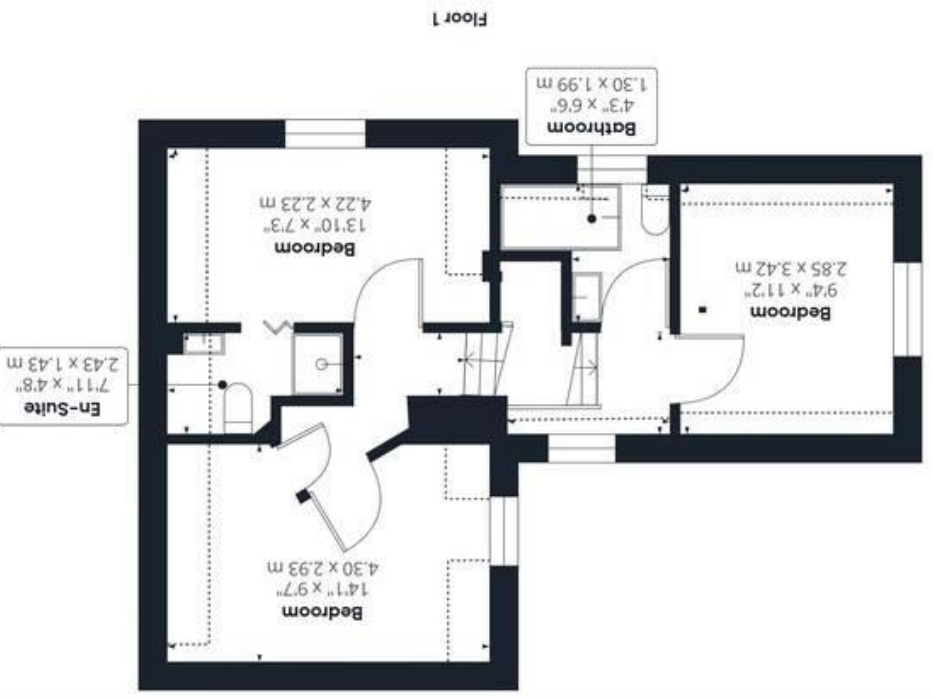 Bedroom
14'1" x 9'7"
4.30 x 2.93 m
En-Suite
7'11" x 4'8"
2.43 x 1.43 m
Bedroom
9'4" x 11'2"
2.85 x 3.42 m
Bedroom
13'10" x 7'3"
4.22 x 2.23 m
Bathroom
4'3" x 6'6"
1.30 x 1.99 m
Floor 1